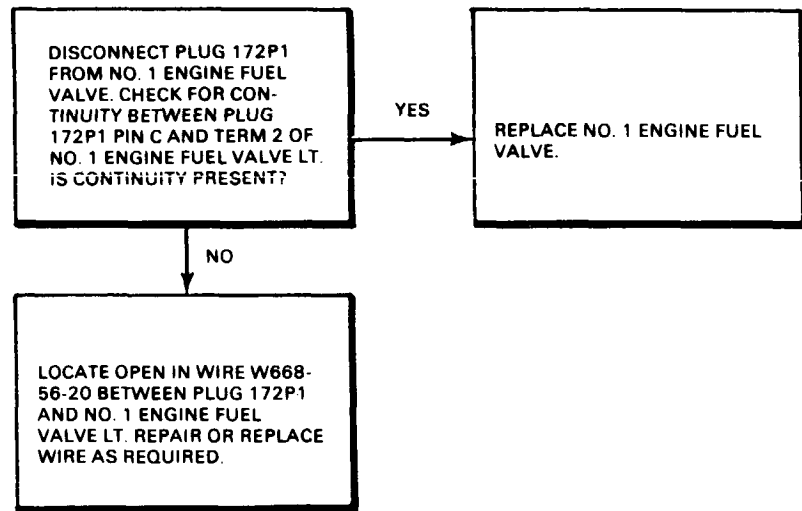 DISCONNECT PLUG 172P1
FROM NO. 1 ENGINE FUEL
VALVE. CHECK FOR CON-
TINUITY BETWEEN PLUG
172P1 PIN C AND TERM 2 OF
NO. 1 ENGINE FUEL VALVE LT.
IS CONTINUITY PRESENT?
YES
REPLACE NO. 1 ENGINE FUEL
VALVE.
NO
LOCATE OPEN IN WIRE W668-
56-20 BETWEEN PLUG 172P1
AND NO. 1 ENGINE FUEL
VALVE LT. REPAIR OR REPLACE
WIRE AS REQUIRED.